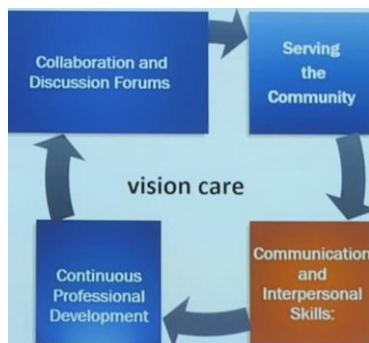 Collaboration and
Discussion Forums
Serving
the
Community
vision care
Continuous
Professional
Development
Communication
and
Interpersonal
Skills: